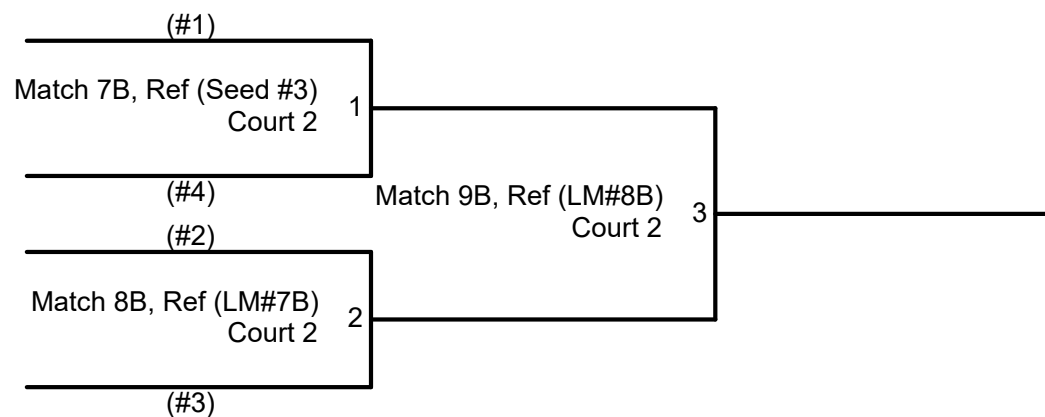 (#1)
Match 7B, Ref (Seed #3)
Court 2
1
(#4)
Match 9B, Ref (LM#8B)
Court 2
3
(#2)
Match 8B, Ref (LM#7B)
Court 2
2
(#3)